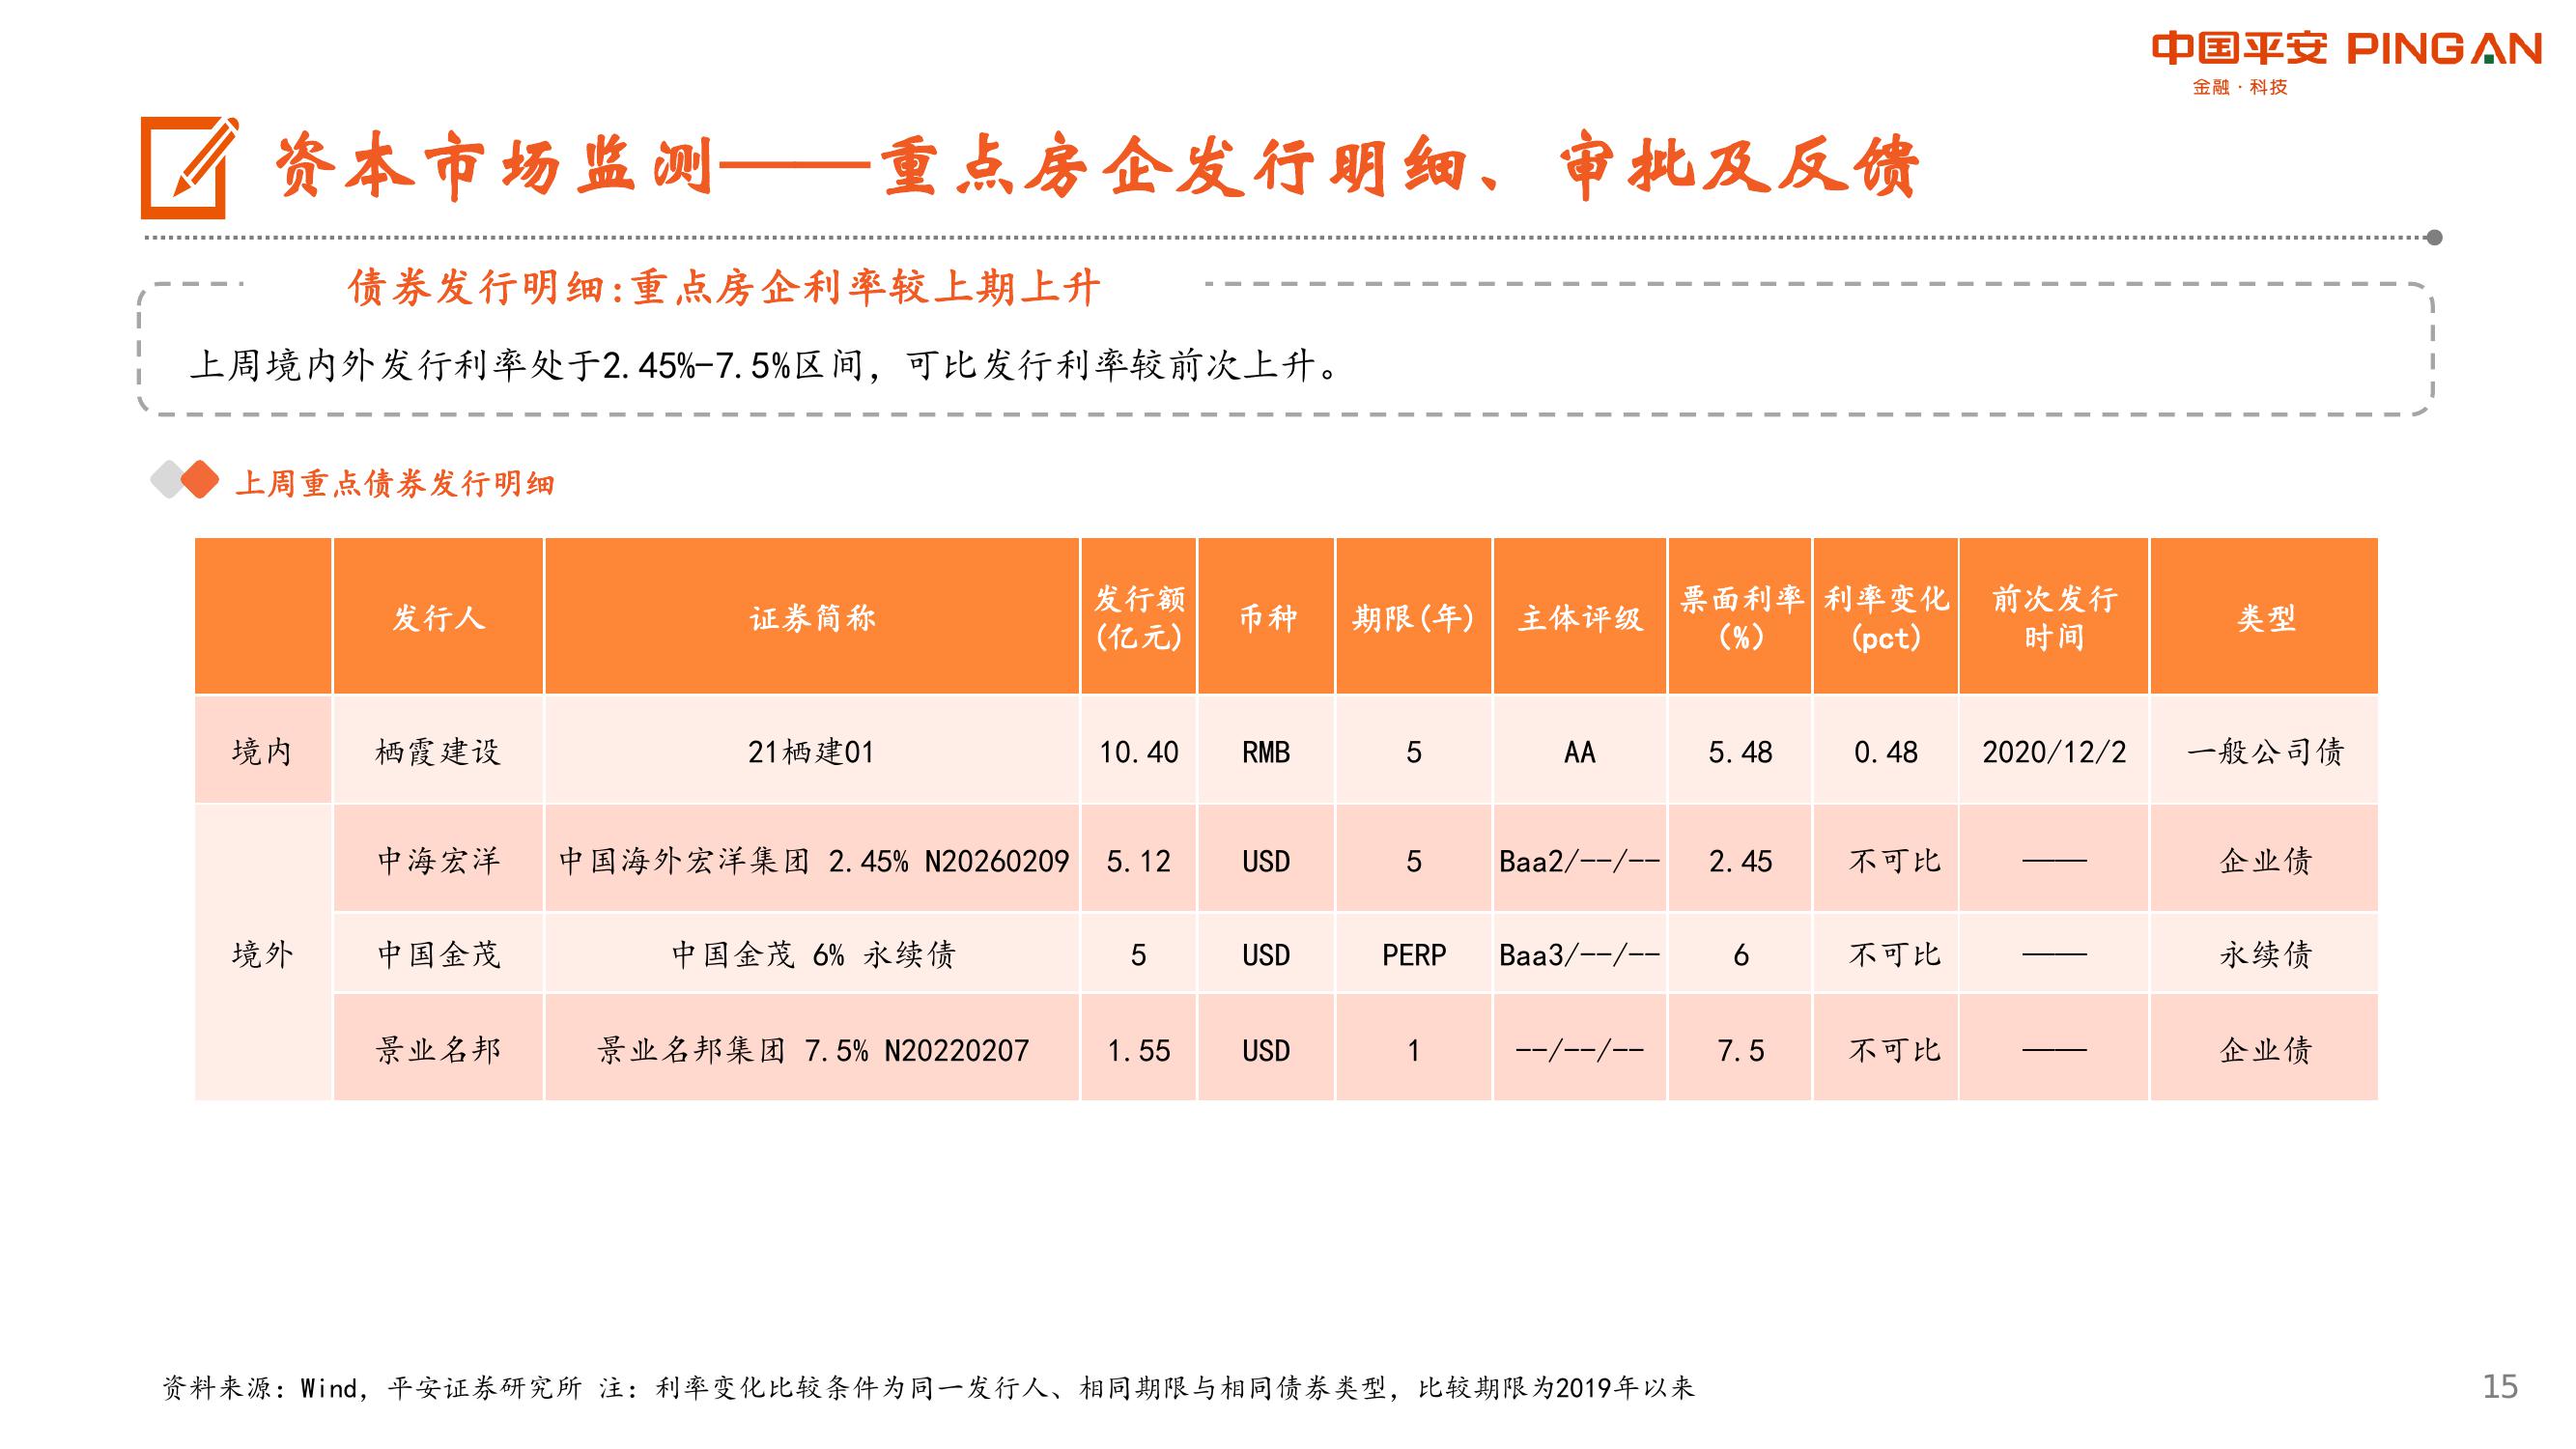 中国平安 PINGAN
金融·科技
资本市场监测——重点房企发行明细、审批及反馈
债券发行明细:重点房企利率较上期上升
上周境内外发行利率处于2.45%-7.5%区间，可比发行利率较前次上升。
上周重点债券发行明细
发行人 证券简称 发行额(亿元) 币种 期限(年) 主体评级 票面利率(%) 利率变化(pct) 前次发行时间 类型
境内 栖霞建设 21栖建01 10.40 RMB 5 AA 5.48 0.48 2020/12/2 一般公司债
境外 中海宏洋 中国海外宏洋集团 2.45% N20260209 5.12 USD 5 Baa2/--/-- 2.45 不可比 —— 企业债
中国金茂 中国金茂 6% 永续债 5 USD PERP Baa3/--/-- 6 不可比 —— 永续债
景业名邦 景业名邦集团 7.5% N20220207 1.55 USD 1 --/--/-- 7.5 不可比 —— 企业债
资料来源：Wind，平安证券研究所 注：利率变化比较条件为同一发行人、相同期限与相同债券类型，比较期限为2019年以来
15